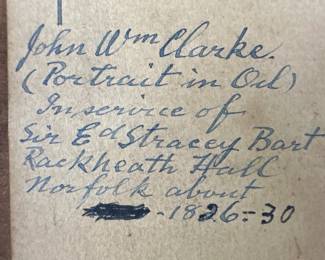 John Wm Clarke.
(Portrait in Oil)
In service of
Sir Ed Stracey Bart
Rackheath Hall
Norfolk about
-1826-30